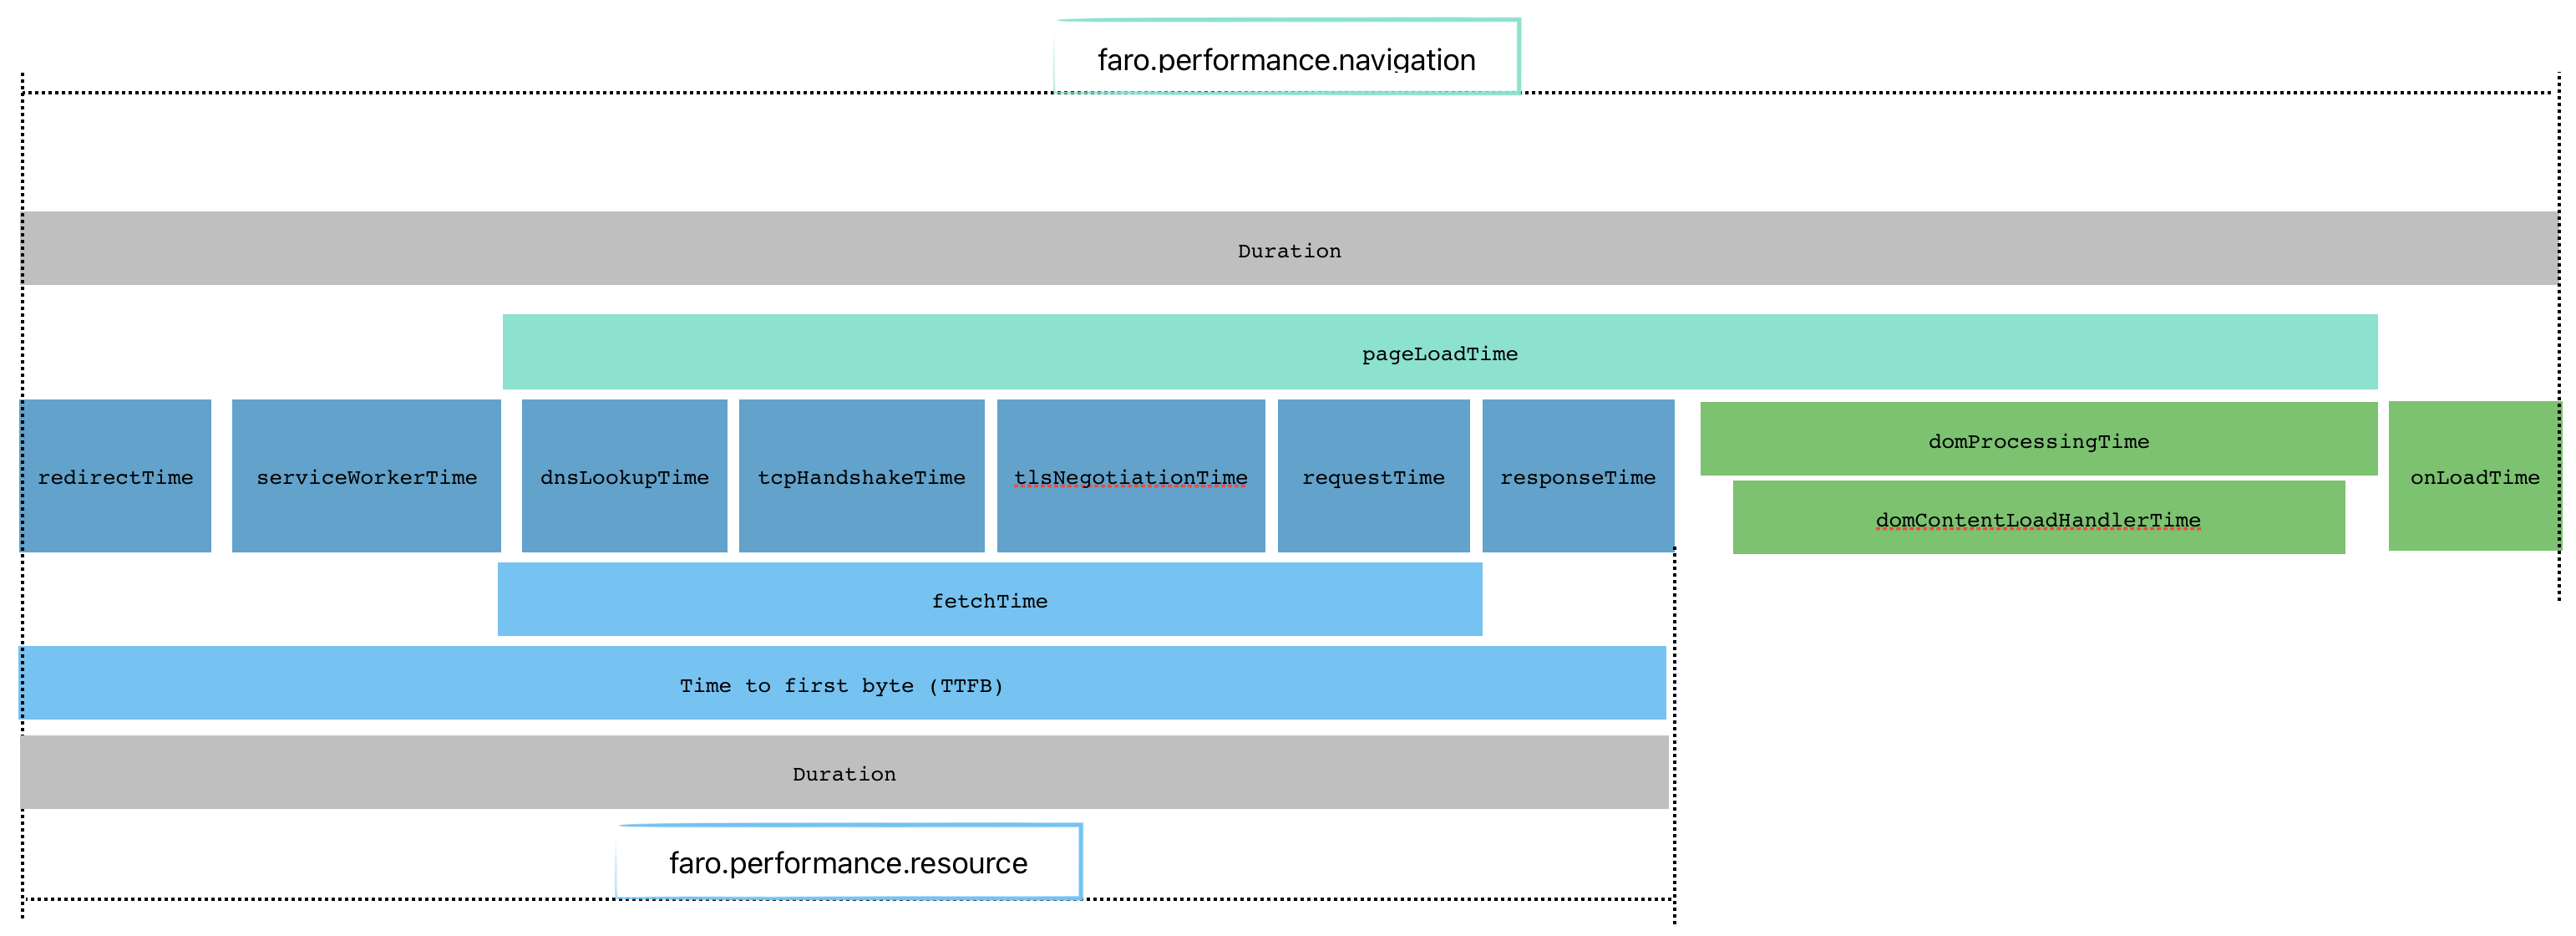 faro.performance.navigation
Duration
pageLoadTime
redirectTime
serviceWorkerTime
dnsLookupTime
tcpHandshakeTime
tlsNegotiationTime
requestTime
responseTime
domProcessingTime
domContentLoadHandlerTime
onLoadTime
fetchTime
Time to first byte (TTFB)
Duration
faro.performance.resource